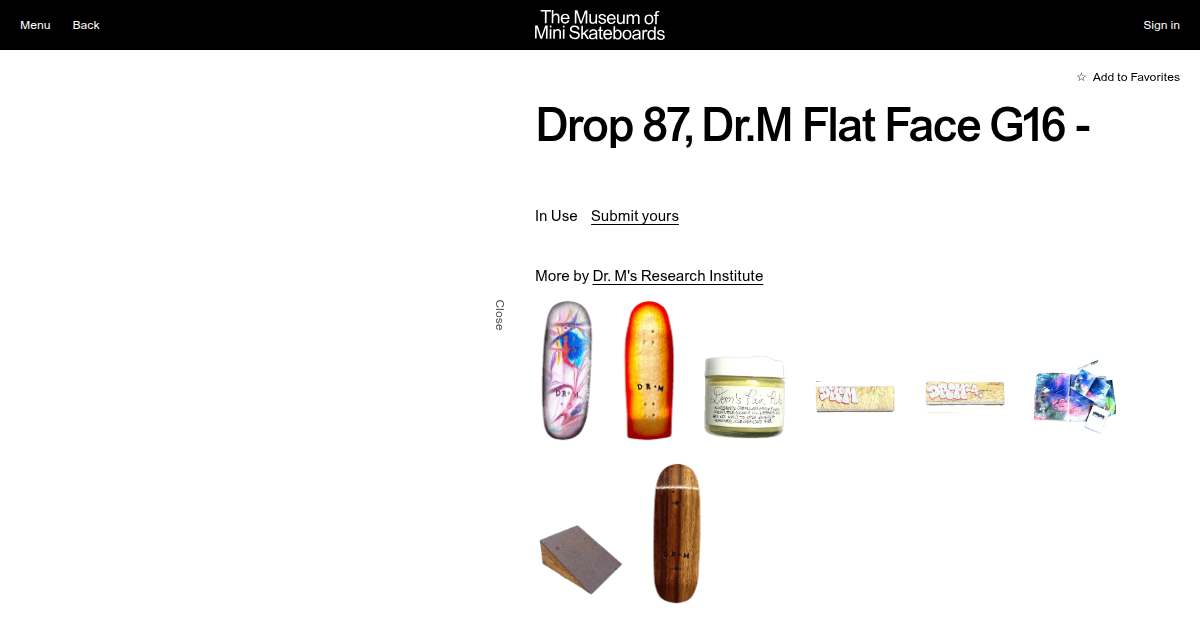 Menu
Back
The Museum of
Mini Skateboards
Sign in
☆ Add to Favorites
Drop 87, Dr.M Flat Face G16 -
In Use
Submit yours
More by Dr. M's Research Institute
Close
DR•M
DR•M
DR•M